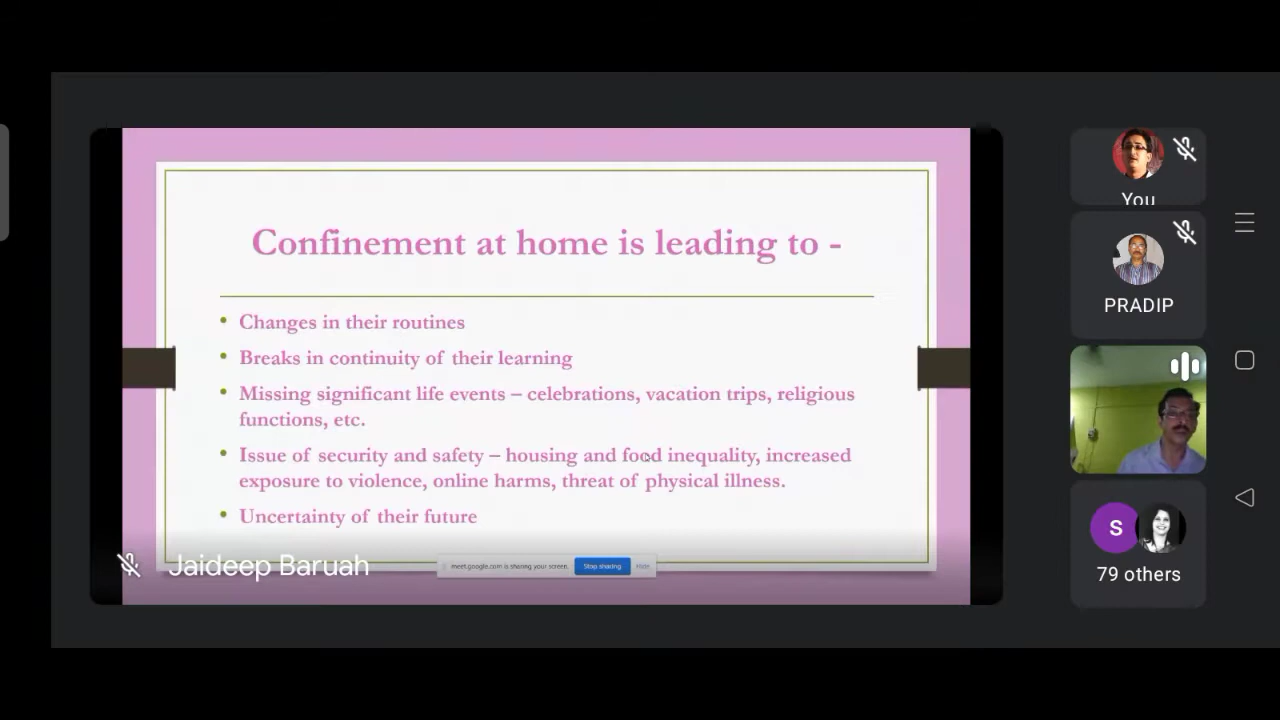 Confinement at home is leading to -
• Changes in their routines
• Breaks in continuity of their learning
• Missing significant life events – celebrations, vacation trips, religious
functions, etc.
• Issue of security and safety – housing and food inequality, increased
exposure to violence, online harms, threat of physical illness.
• Uncertainty of their future
Jaideep Baruah
meet.google.com is sharing your screen.
Stop sharing
Hide
You
PRADIP
S
79 others